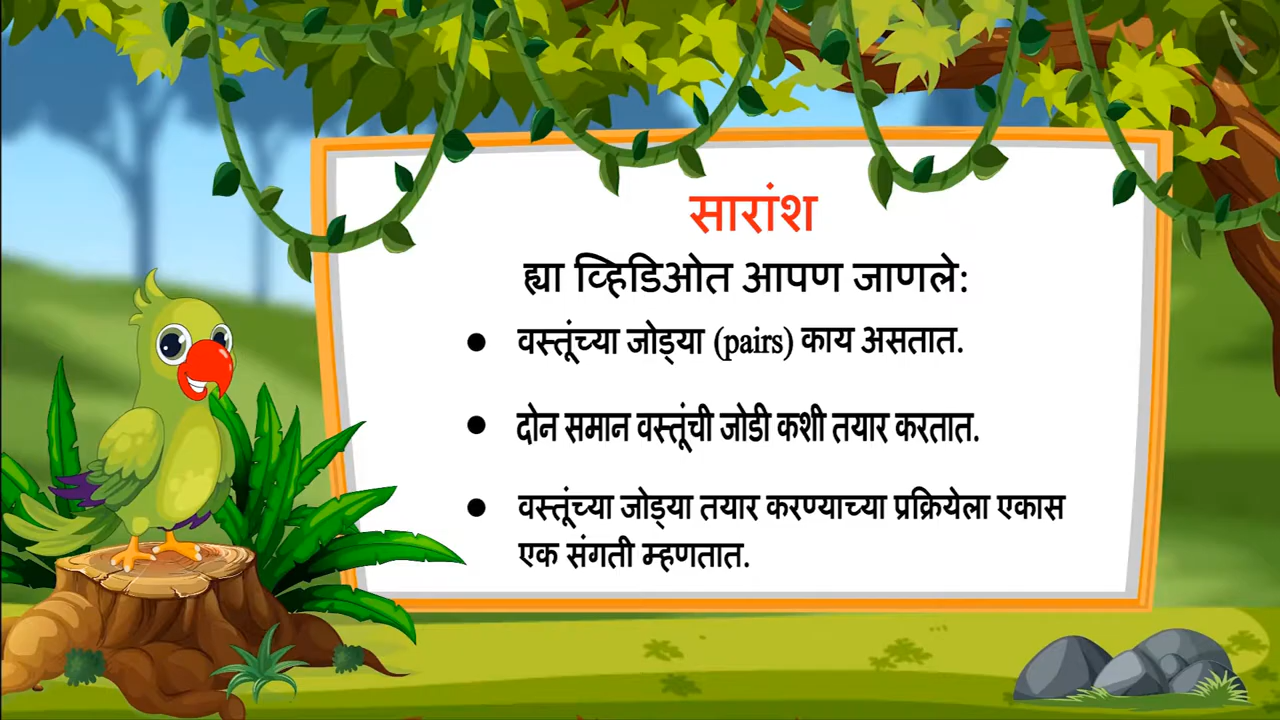 सारांश
ह्या व्हिडिओत आपण जाणले:
● वस्तूंच्या जोड्या (pairs) काय असतात.
● दोन समान वस्तूंची जोडी कशी तयार करतात.
● वस्तूंच्या जोड्या तयार करण्याच्या प्रक्रियेला एकास
एक संगती म्हणतात.